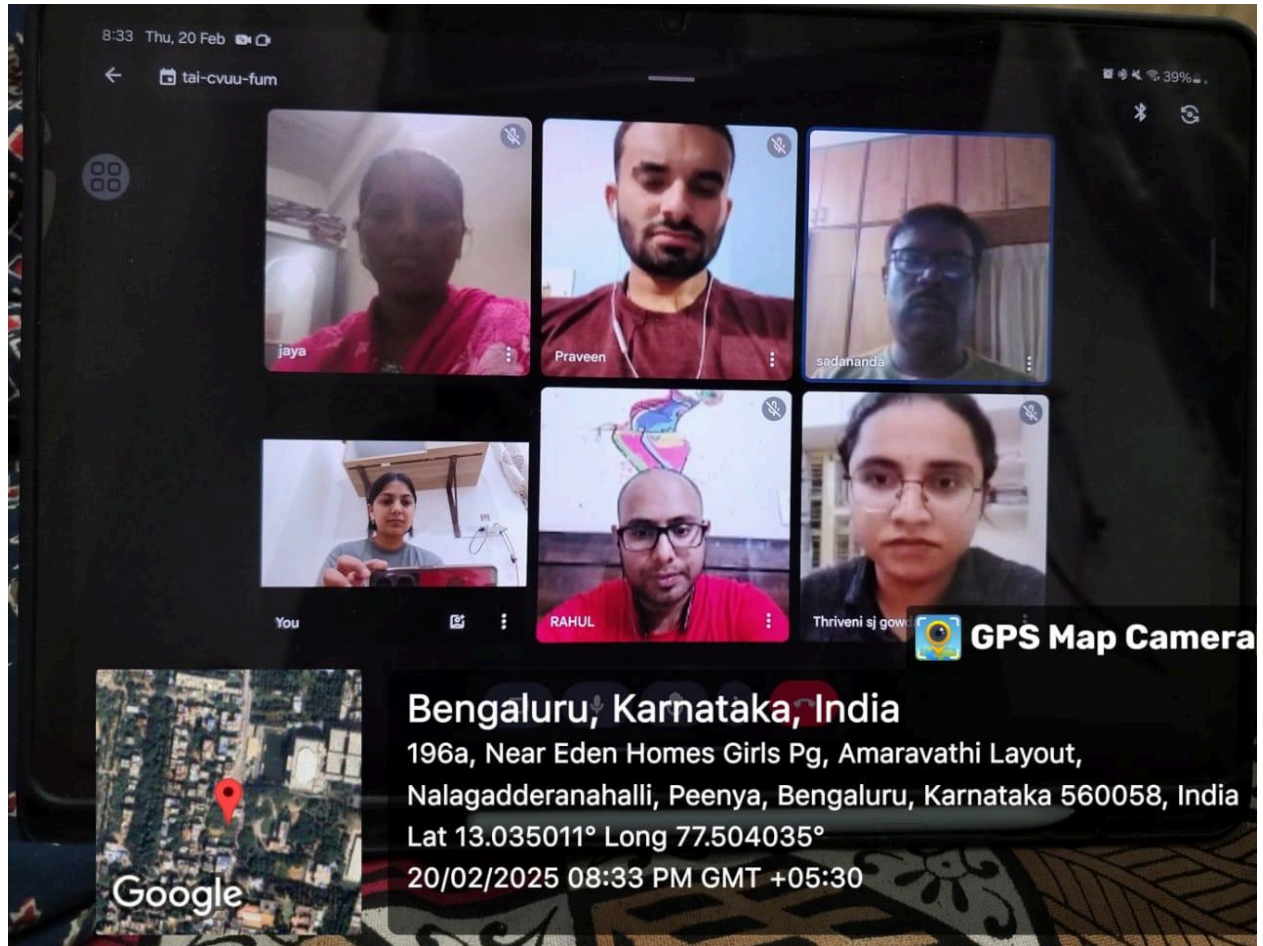 8:33 Thu, 20 Feb
tai-cvuu-fum
39%
jaya
Praveen
sadananda
You
RAHUL
Thriveni sj gow
GPS Map Camera
Bengaluru, Karnataka, India
196a, Near Eden Homes Girls Pg, Amaravathi Layout,
Nalagadderanahalli, Peenya, Bengaluru, Karnataka 560058, India
Lat 13.035011° Long 77.504035°
20/02/2025 08:33 PM GMT +05:30
Google